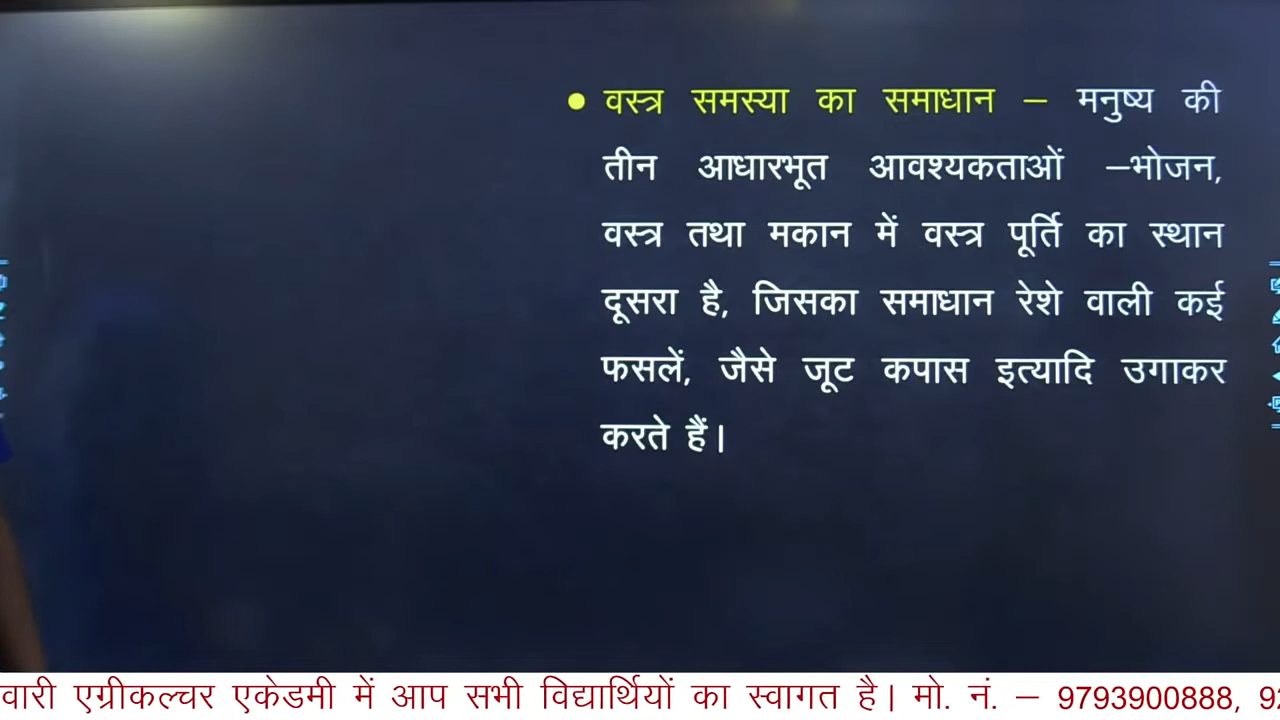 ● वस्त्र समस्या का समाधान – मनुष्य की
तीन आधारभूत आवश्यकताओं –भोजन,
वस्त्र तथा मकान में वस्त्र पूर्ति का स्थान
दूसरा है, जिसका समाधान रेशे वाली कई
फसलें, जैसे जूट कपास इत्यादि उगाकर
करते हैं।
वारी एग्रीकल्चर एकेडमी में आप सभी विद्यार्थियों का स्वागत है। मो. नं. – 9793900888,